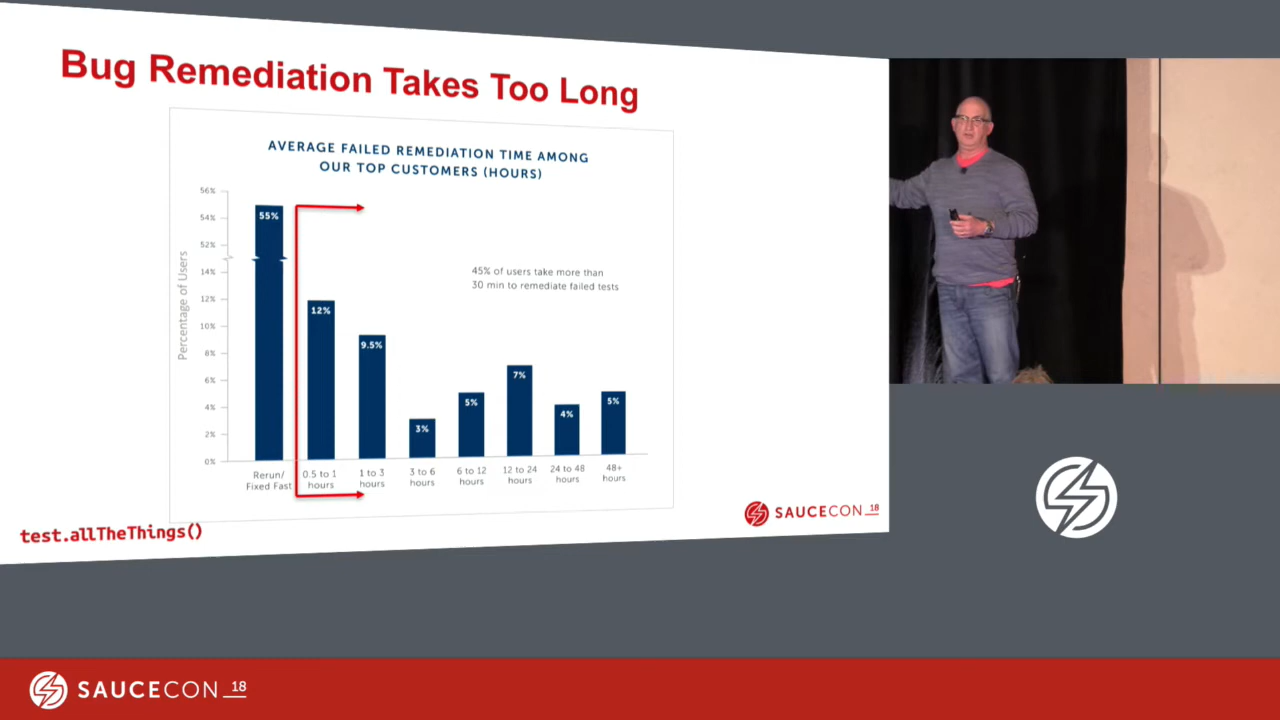 Bug Remediation Takes Too Long
AVERAGE FAILED REMEDIATION TIME AMONG
OUR TOP CUSTOMERS (HOURS)
Percentage of Users
56%
54%
52%
14%
12%
10%
8%
6%
4%
2%
0%
55%
12%
9.5%
3%
5%
7%
4%
5%
45% of users take more than
30 min to remediate failed tests
Rerun/
Fixed Fast
0.5 to 1
hours
1 to 3
hours
3 to 6
hours
6 to 12
hours
12 to 24
hours
24 to 48
hours
48+
hours
test.allTheThings()
SAUCECON_18
SAUCECON_18